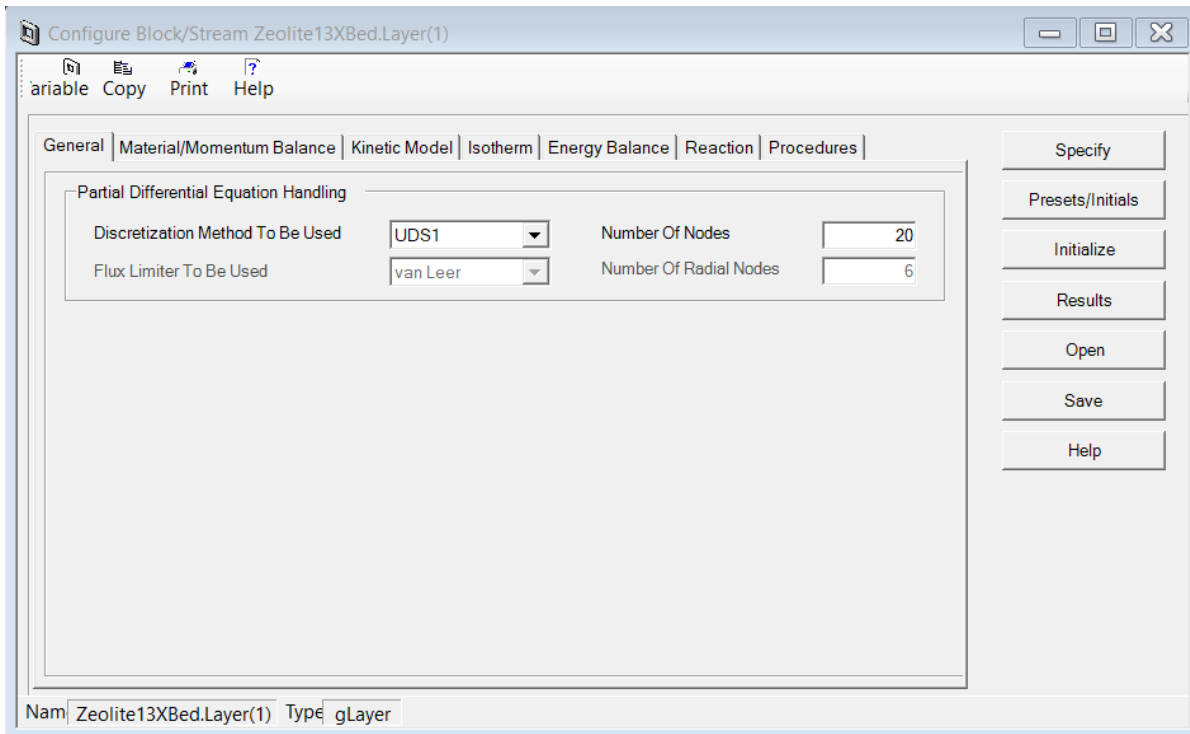 Configure Block/Stream Zeolite13XBed.Layer(1)
'ariable Copy Print Help
General Material/Momentum Balance Kinetic Model Isotherm Energy Balance Reaction Procedures
Partial Differential Equation Handling
Discretization Method To Be Used UDS1 Number Of Nodes 20
Flux Limiter To Be Used van Leer Number Of Radial Nodes 6
Specify
Presets/Initials
Initialize
Results
Open
Save
Help
Nam Zeolite13XBed.Layer(1) Type gLayer